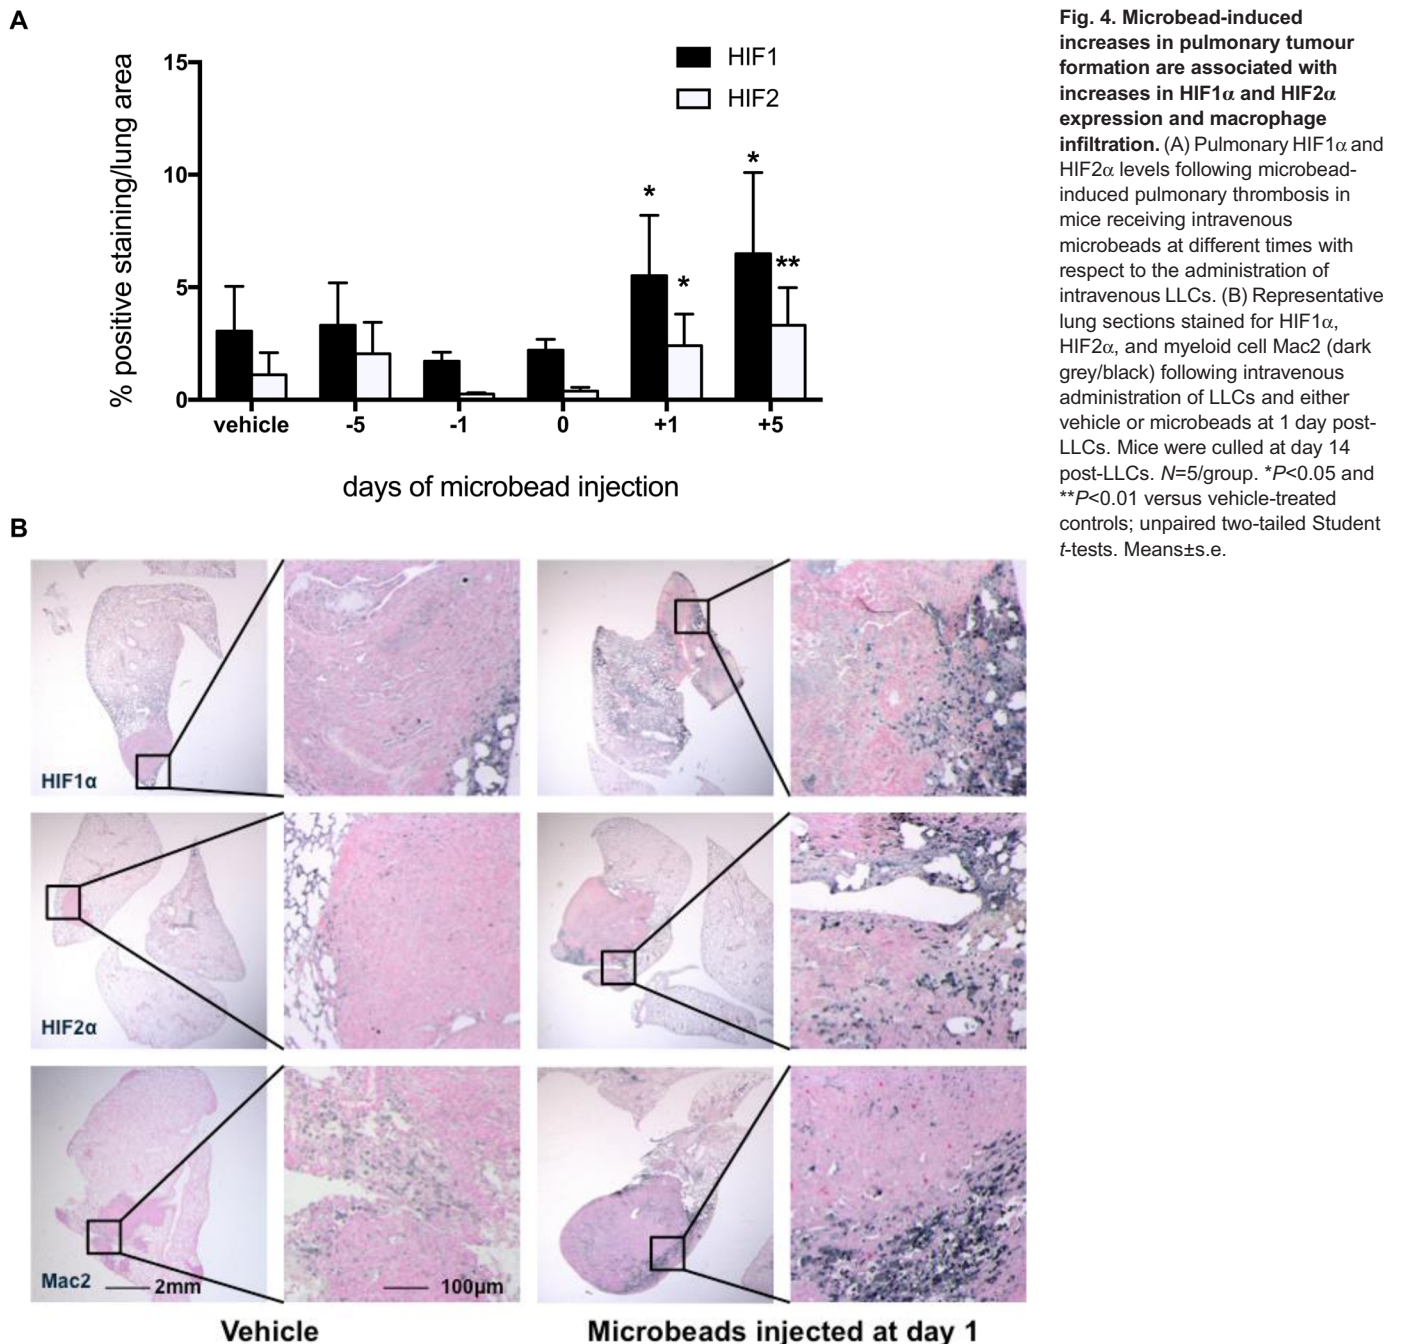 A
% positive staining/lung area
15
10
5
0
HIF1
HIF2
*
*
*
**
vehicle -5 -1 0 +1 +5
days of microbead injection
B
HIF1α
HIF2α
Mac2 2mm 100µm
Vehicle Microbeads injected at day 1
Fig. 4. Microbead-induced
increases in pulmonary tumour
formation are associated with
increases in HIF1α and HIF2α
expression and macrophage
infiltration. (A) Pulmonary HIF1α and
HIF2α levels following microbead-
induced pulmonary thrombosis in
mice receiving intravenous
microbeads at different times with
respect to the administration of
intravenous LLCs. (B) Representative
lung sections stained for HIF1α,
HIF2α, and myeloid cell Mac2 (dark
grey/black) following intravenous
administration of LLCs and either
vehicle or microbeads at 1 day post-
LLCs. Mice were culled at day 14
post-LLCs. N=5/group. *P<0.05 and
**P<0.01 versus vehicle-treated
controls; unpaired two-tailed Student
t-tests. Means±s.e.